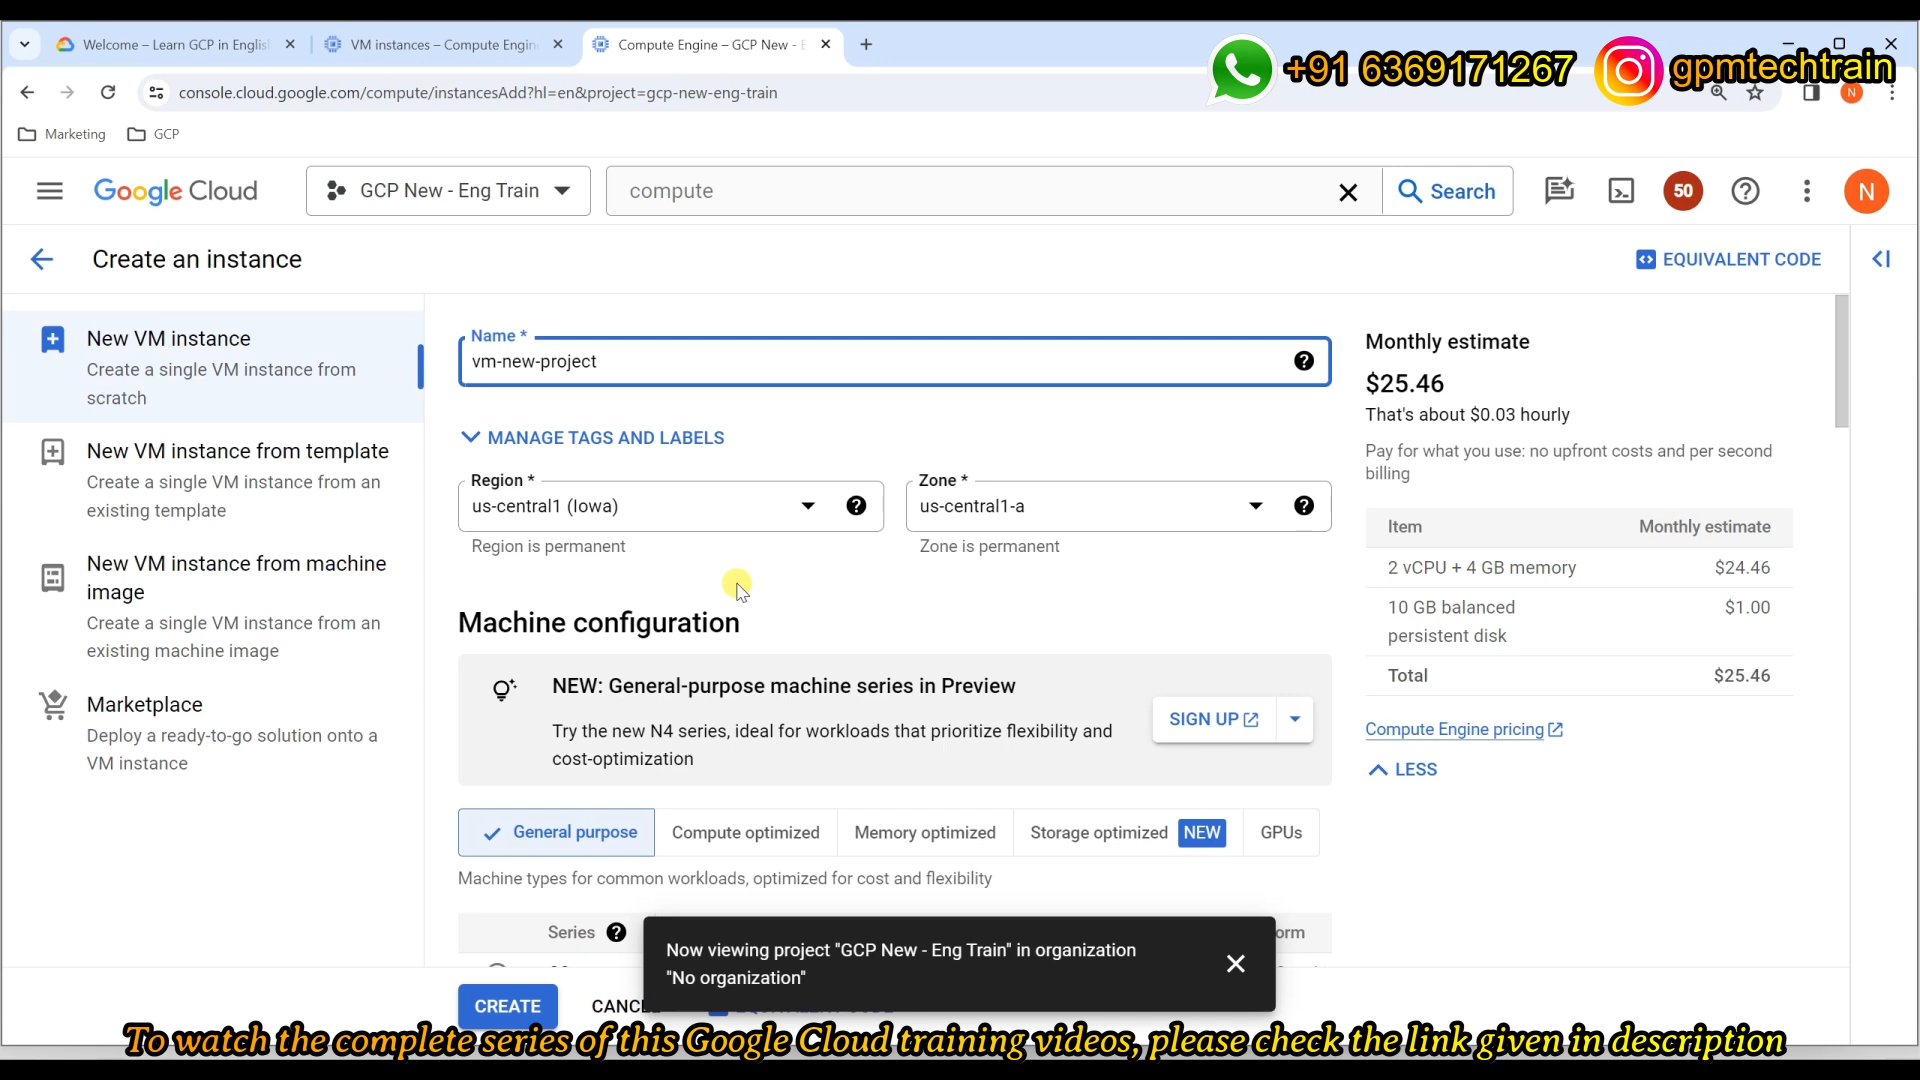 Welcome – Learn GCP in Englis
VM instances – Compute Engin
Compute Engine – GCP New - E
+91 6369171267
gpmtechtrain
console.cloud.google.com/compute/instancesAdd?hl=en&project=gcp-new-eng-train
N
Marketing
GCP
Google Cloud
GCP New - Eng Train
compute
Search
50
N
Create an instance
EQUIVALENT CODE
New VM instance
Create a single VM instance from
scratch
New VM instance from template
Create a single VM instance from an
existing template
New VM instance from machine
image
Create a single VM instance from an
existing machine image
Marketplace
Deploy a ready-to-go solution onto a
VM instance
Name *
vm-new-project
MANAGE TAGS AND LABELS
Region *
us-central1 (Iowa)
Region is permanent
Zone *
us-central1-a
Zone is permanent
Machine configuration
NEW: General-purpose machine series in Preview
Try the new N4 series, ideal for workloads that prioritize flexibility and
cost-optimization
SIGN UP
General purpose
Compute optimized
Memory optimized
Storage optimized NEW
GPUs
Machine types for common workloads, optimized for cost and flexibility
Series
orm
Now viewing project "GCP New - Eng Train" in organization
"No organization"
CREATE
CANCE
Monthly estimate
$25.46
That's about $0.03 hourly
Pay for what you use: no upfront costs and per second
billing
Item Monthly estimate
2 vCPU + 4 GB memory $24.46
10 GB balanced $1.00
persistent disk
Total $25.46
Compute Engine pricing
LESS
To watch the complete series of this Google Cloud training videos, please check the link given in description